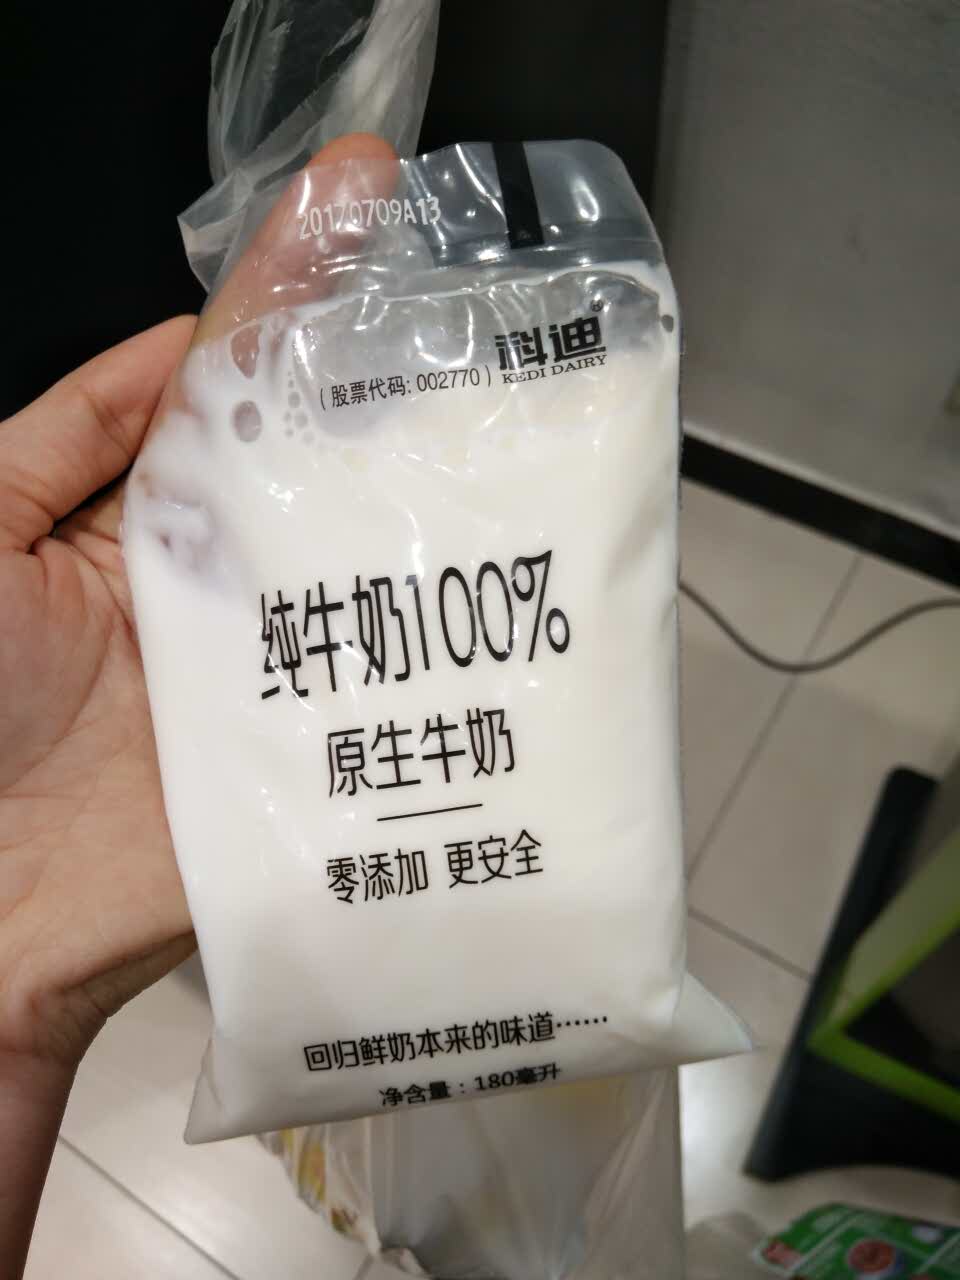 20170709A13
科迪®
KEDI DAIRY
(股票代码: 002770)
纯牛奶100%
原生牛奶
零添加 更安全
回归鲜奶本来的味道……
净含量：180毫升